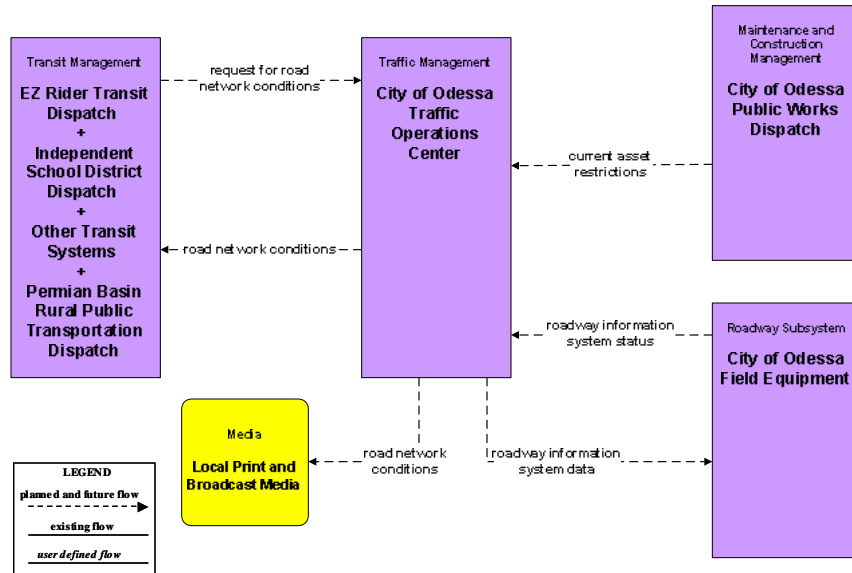 Transit Management
EZ Rider Transit
Dispatch
+
Independent
School District
Dispatch
+
Other Transit
Systems
+
Permian Basin
Rural Public
Transportation
Dispatch
request for road
network conditions
road network conditions
Traffic Management
City of Odessa
Traffic
Operations
Center
Maintenance and
Construction
Management
City of Odessa
Public Works
Dispatch
current asset
restrictions
roadway information
system status
Roadway Subsystem
City of Odessa
Field Equipment
Media
Local Print and
Broadcast Media
road network
conditions
roadway information
system data
LEGEND
planned and future flow
existing flow
user defined flow